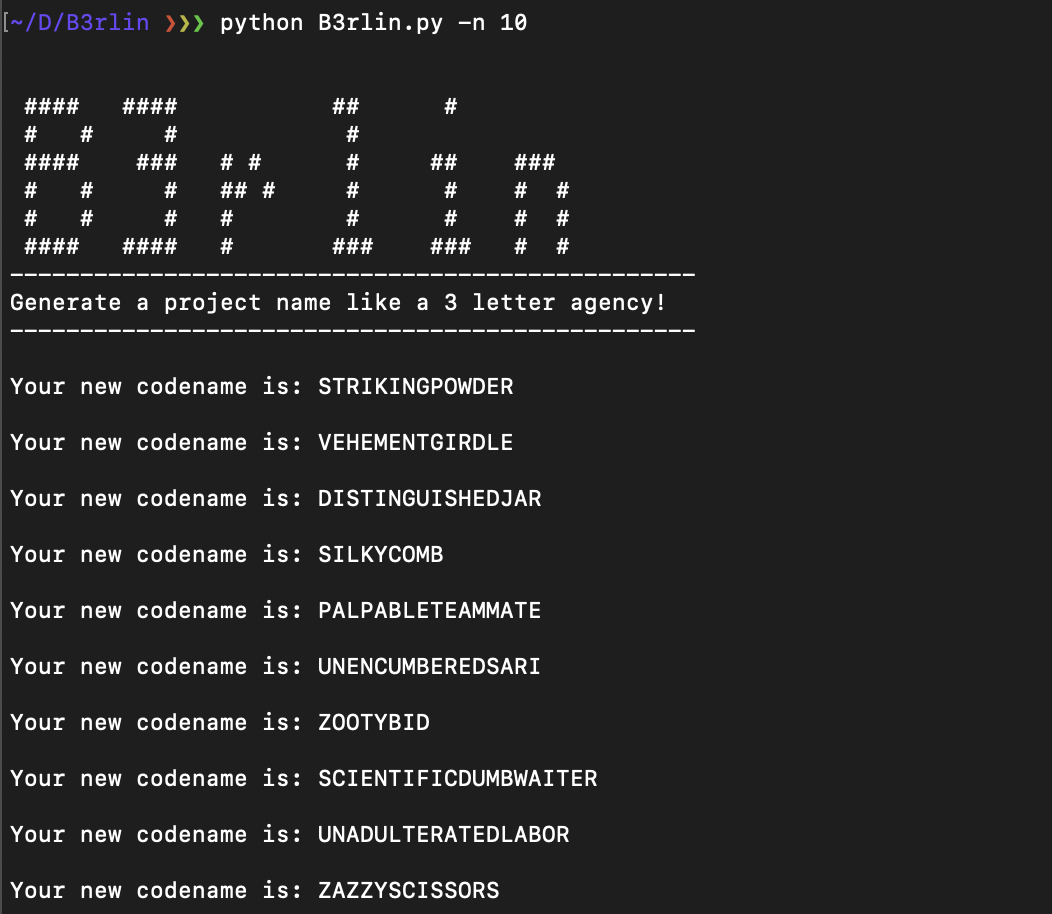 [~/D/B3rlin ❯❯❯ python B3rlin.py -n 10
 ####   ####           ##      #
 #   #     #            #
 ####   ###   # #      #     ##    ###
 #   #     #   ## #     #      #    #  #
 #   #     #   #        #      #    #  #
 ####   ####   #       ###    ###   #  #
-------------------------------------------------
Generate a project name like a 3 letter agency!
-------------------------------------------------
Your new codename is: STRIKINGPOWDER
Your new codename is: VEHEMENTGIRDLE
Your new codename is: DISTINGUISHEDJAR
Your new codename is: SILKYCOMB
Your new codename is: PALPABLETEAMMATE
Your new codename is: UNENCUMBEREDSARI
Your new codename is: ZOOTYBID
Your new codename is: SCIENTIFICDUMBWAITER
Your new codename is: UNADULTERATEDLABOR
Your new codename is: ZAZZYSCISSORS